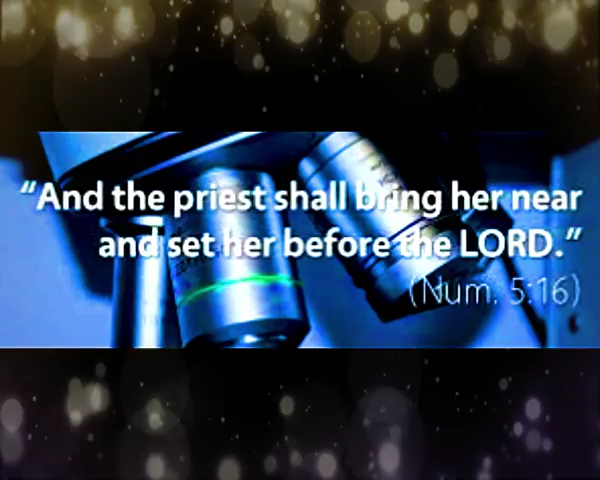 “And the priest shall bring her near
and set her before the LORD.”
(Num. 5:16)